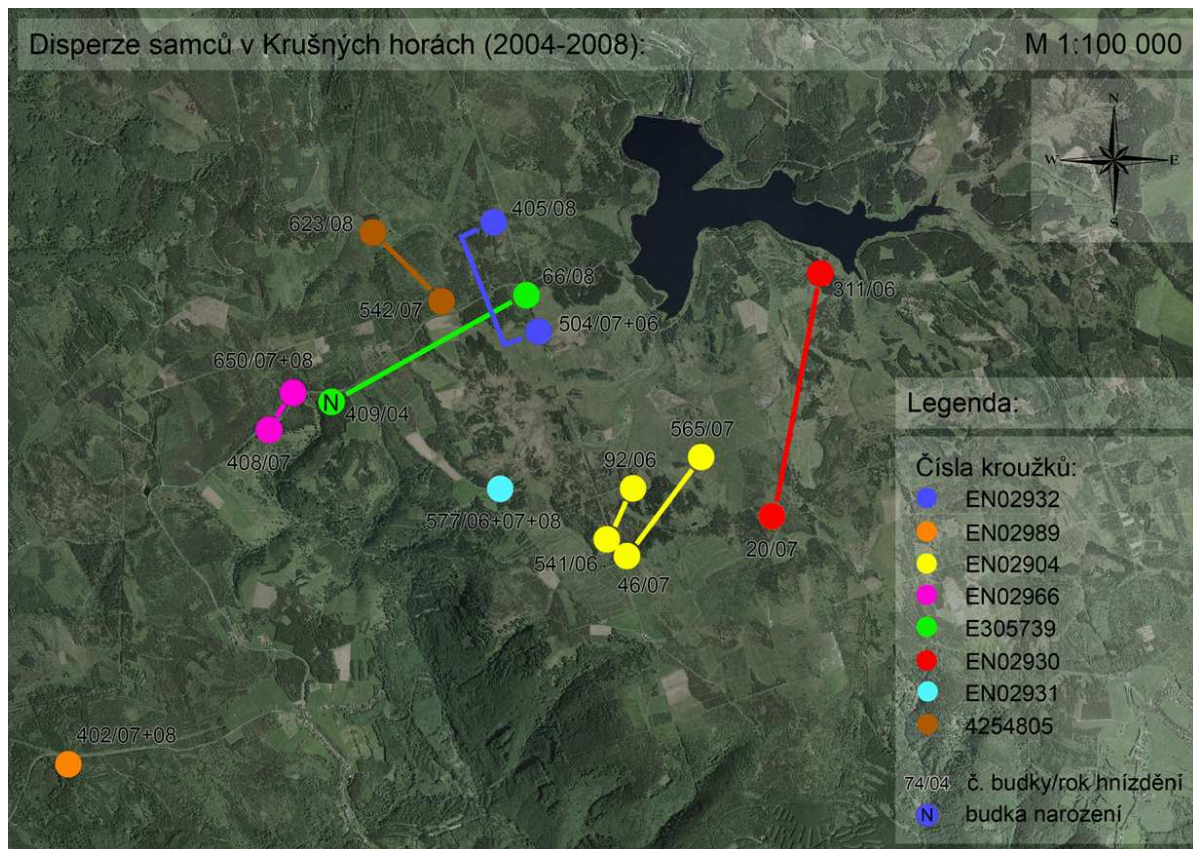 Disperze samců v Krušných horách (2004-2008):
M 1:100 000
N
W
E
S
405/08
623/08
66/08
311/06
542/07
504/07+06
650/07+08
N
409/04
408/07
565/07
92/06
577/06+07+08
541/06
46/07
20/07
402/07+08
Legenda:
Čísla kroužků:
EN02932
EN02989
EN02904
EN02966
E305739
EN02930
EN02931
4254805
74/04 č. budky/rok hnízdění
N budka narození